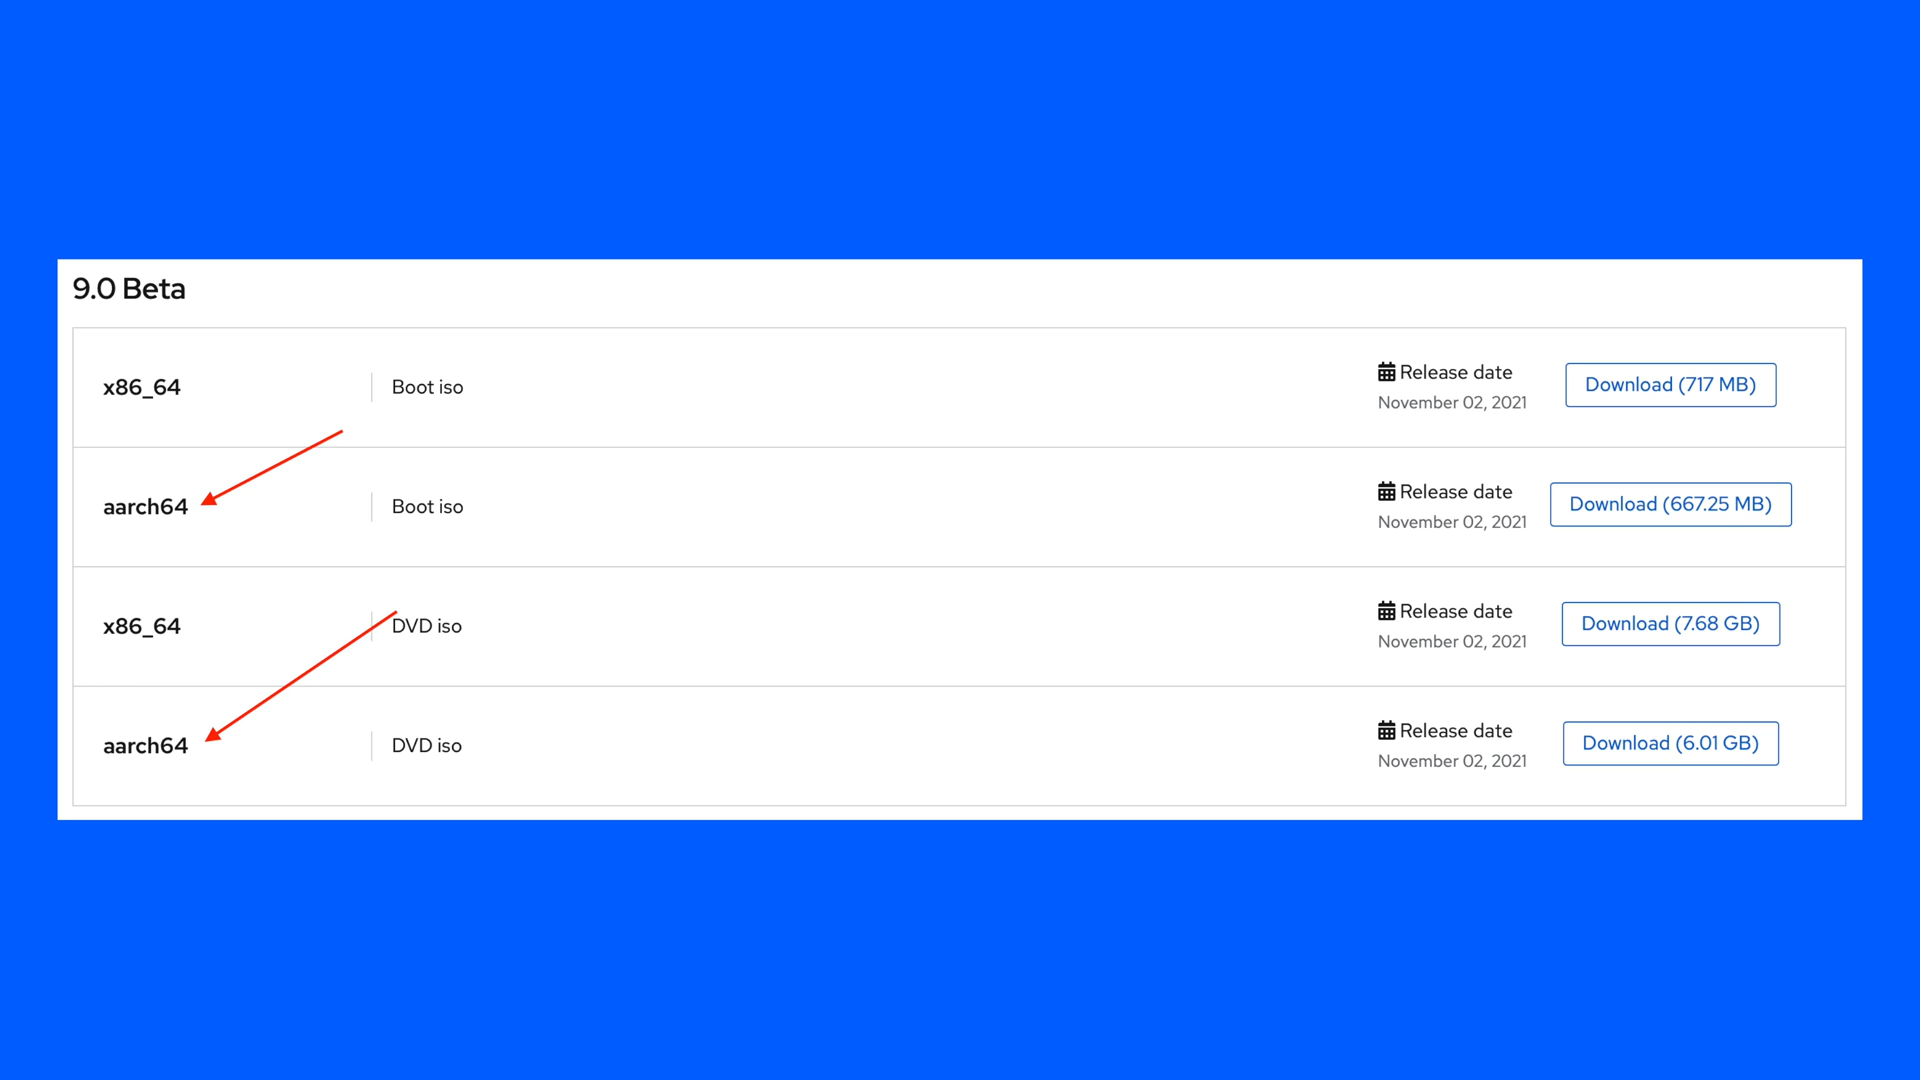 9.0 Beta
x86_64
Boot iso
Release date
November 02, 2021
Download (717 MB)
aarch64
Boot iso
Release date
November 02, 2021
Download (667.25 MB)
x86_64
DVD iso
Release date
November 02, 2021
Download (7.68 GB)
aarch64
DVD iso
Release date
November 02, 2021
Download (6.01 GB)